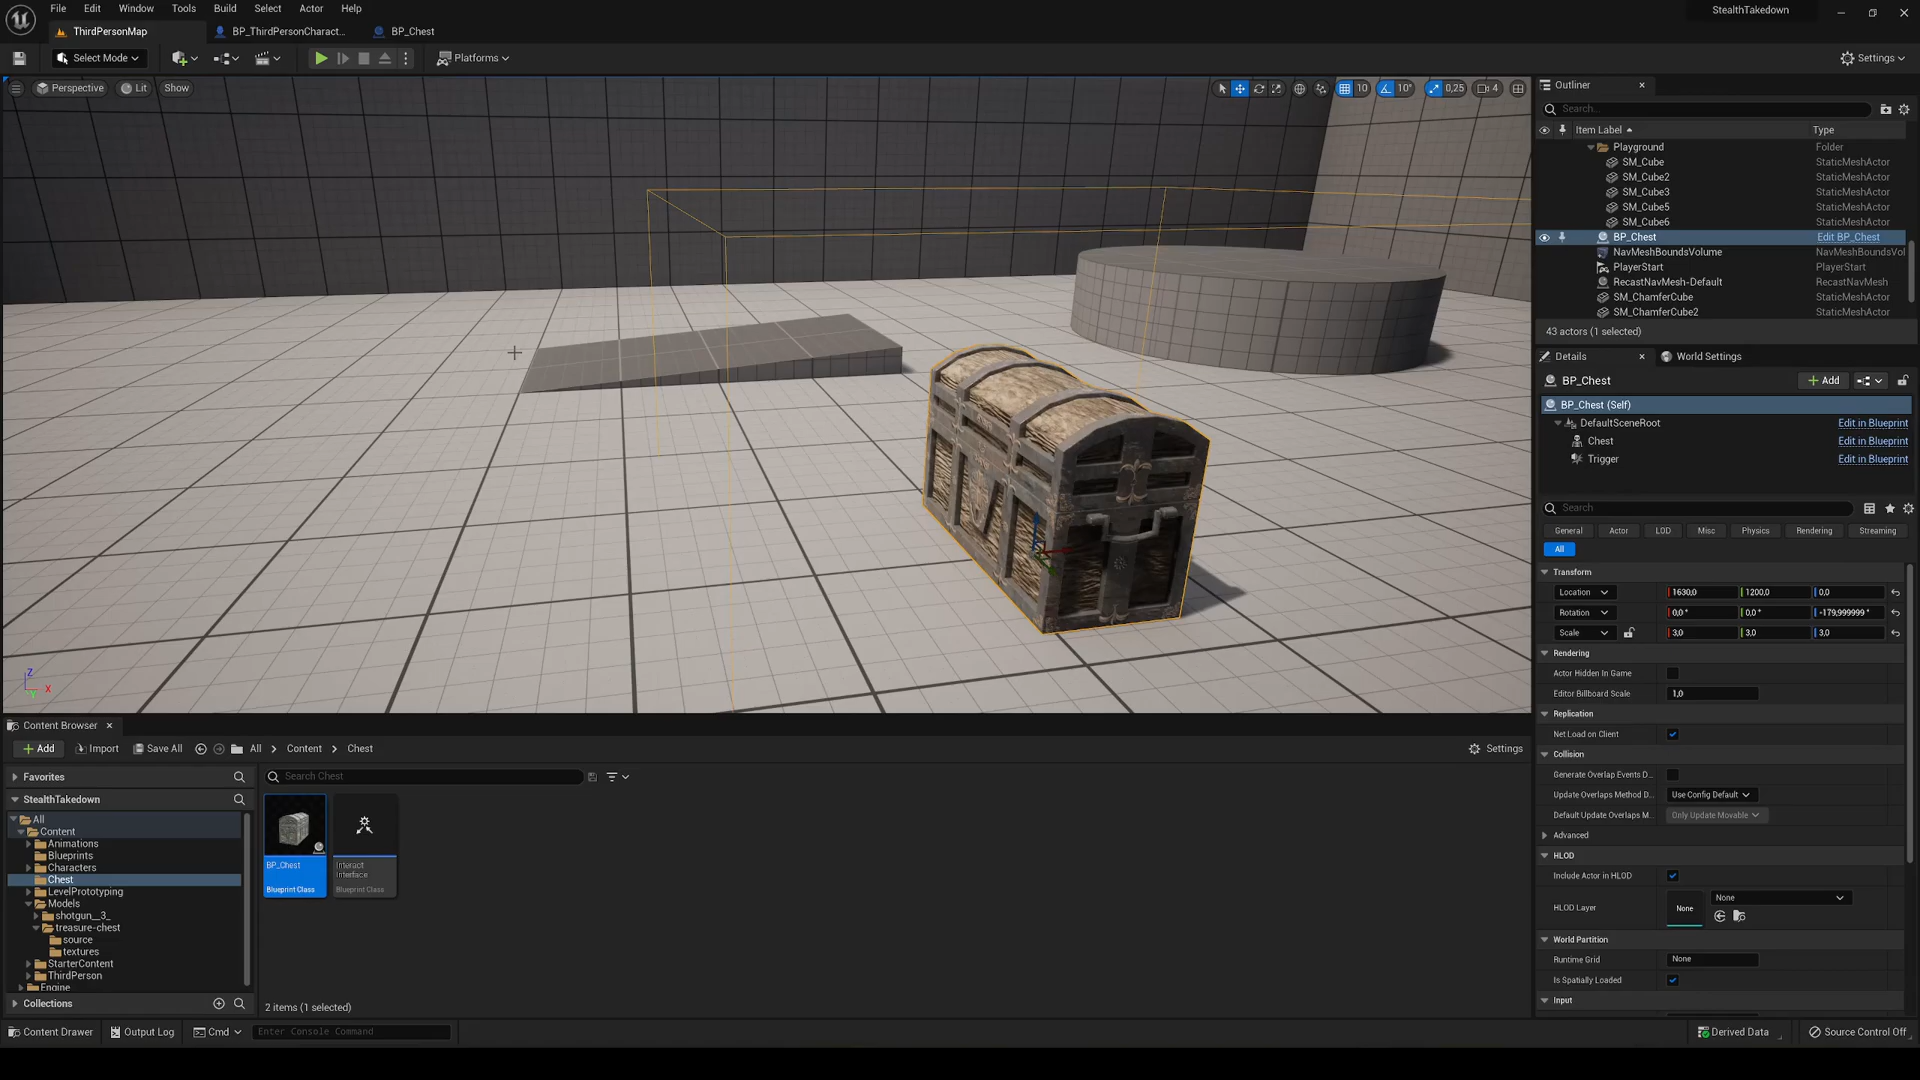 File Edit Window Tools Build Select Actor Help
StealthTakedown
ThirdPersonMap
BP_ThirdPersonCharact...
BP_Chest
Select Mode
Platforms
Settings
Perspective
Lit
Show
10
10°
0,25
4
Outliner
Search...
Item Label
Type
Playground Folder
SM_Cube StaticMeshActor
SM_Cube2 StaticMeshActor
SM_Cube3 StaticMeshActor
SM_Cube5 StaticMeshActor
SM_Cube6 StaticMeshActor
BP_Chest Edit BP_Chest
NavMeshBoundsVolume NavMeshBoundsVol
PlayerStart PlayerStart
RecastNavMesh-Default RecastNavMesh
SM_ChamferCube StaticMeshActor
SM_ChamferCube2 StaticMeshActor
43 actors (1 selected)
Details
World Settings
BP_Chest
Add
BP_Chest (Self)
DefaultSceneRoot Edit in Blueprint
Chest Edit in Blueprint
Trigger Edit in Blueprint
Search
General Actor LOD Misc Physics Rendering Streaming
All
Transform
Location 1630,0 1200,0 0,0
Rotation 0,0 ° 0,0 ° -179,999999 °
Scale 3,0 3,0 3,0
Rendering
Actor Hidden In Game
Editor Billboard Scale 1,0
Replication
Net Load on Client
Collision
Generate Overlap Events D...
Update Overlaps Method D... Use Config Default
Default Update Overlaps M... Only Update Movable
Advanced
HLOD
Include Actor in HLOD
HLOD Layer None None
World Partition
Runtime Grid None
Is Spatially Loaded
Input
Z
X
Y
Content Browser
Add
Import
Save All
All > Content > Chest
Settings
Favorites
Search Chest
StealthTakedown
All
Content
Animations
Blueprints
Characters
Chest
LevelPrototyping
Models
shotgun__3_
treasure-chest
source
textures
StarterContent
ThirdPerson
Engine
Collections
BP_Chest
Blueprint Class
Interact
Interface
Blueprint Class
2 items (1 selected)
Content Drawer
Output Log
Cmd
Enter Console Command
Derived Data
Source Control Off